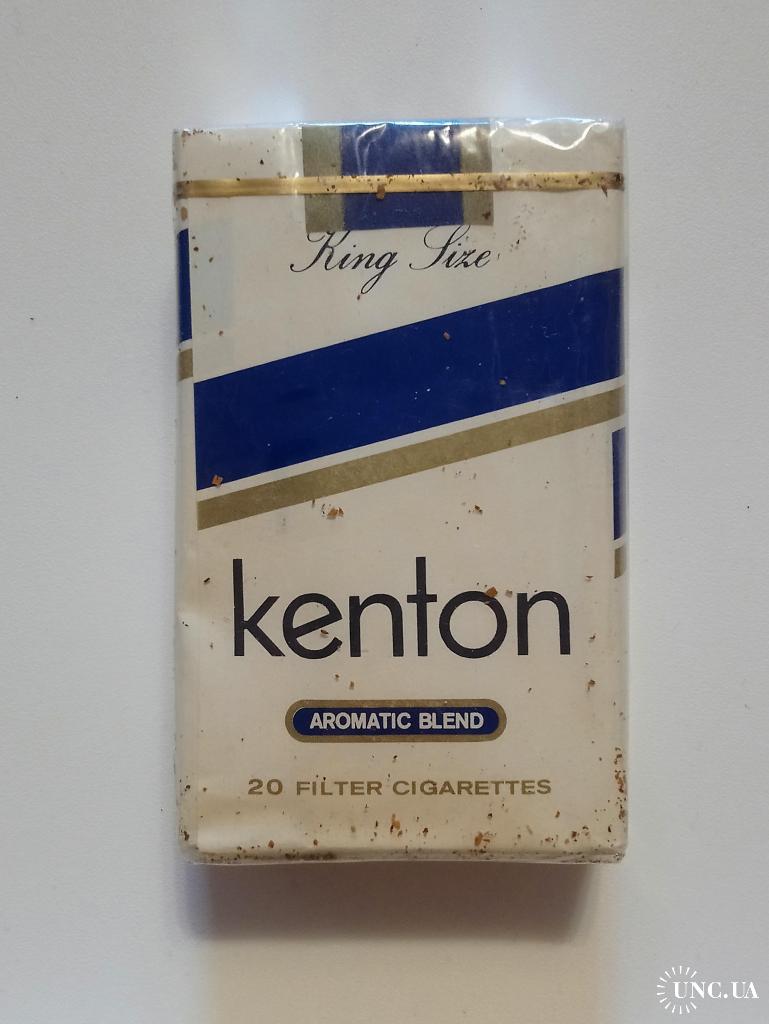 King Size
kenton
AROMATIC BLEND
20 FILTER CIGARETTES
UNC.UA